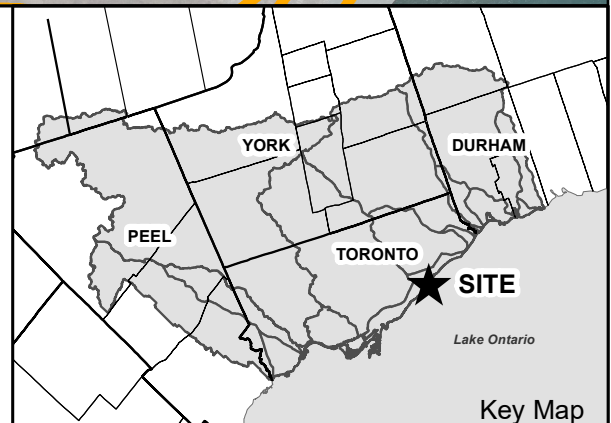 YORK
DURHAM
PEEL
TORONTO
SITE
Lake Ontario
Key Map